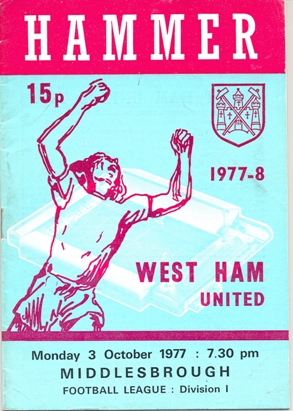 HAMMER
15p
1977-8
WEST HAM
UNITED
Monday 3 October 1977 : 7.30 pm
MIDDLESBROUGH
FOOTBALL LEAGUE : Division I